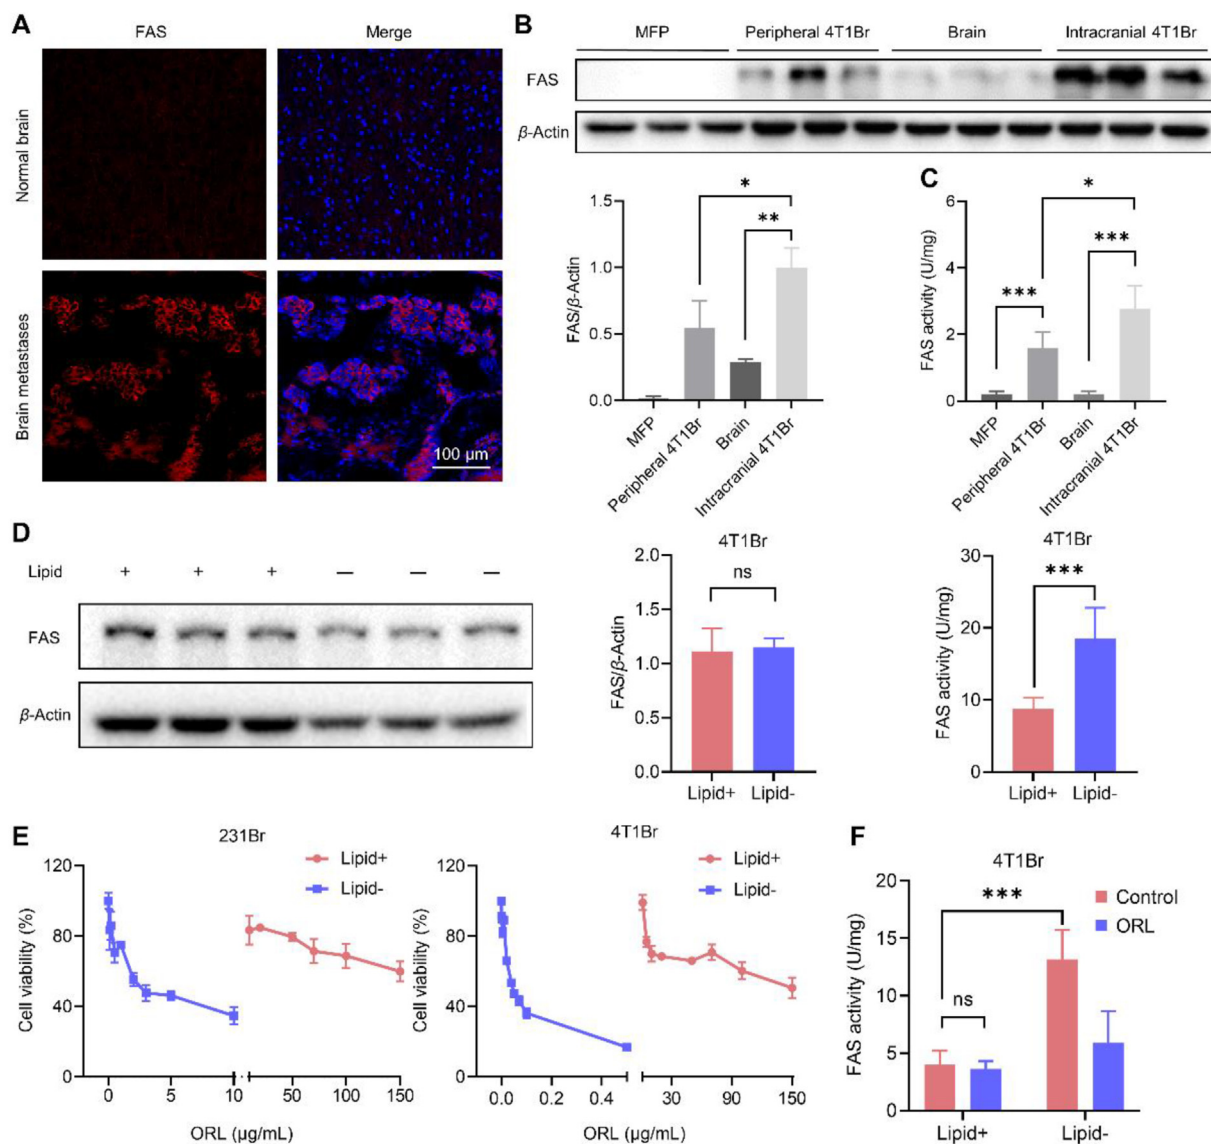 A
FAS
Merge
Normal brain
Brain metastases
100 µm
B
MFP
Peripheral 4T1Br
Brain
Intracranial 4T1Br
FAS
β-Actin
FAS/β-Actin
1.5
1.0
0.5
0.0
*
**
MFP
Peripheral 4T1Br
Brain
Intracranial 4T1Br
C
FAS activity (U/mg)
6
4
2
0
*
***
***
MFP
Peripheral 4T1Br
Brain
Intracranial 4T1Br
D
Lipid + + + — — —
FAS
β-Actin
4T1Br
FAS/β-Actin
2.0
1.5
1.0
0.5
0.0
ns
Lipid+ Lipid-
4T1Br
FAS activity (U/mg)
30
20
10
0
***
Lipid+ Lipid-
E
231Br
Lipid+
Lipid-
Cell viability (%)
120
80
40
0
0 5 10 50 100 150
ORL (µg/mL)
4T1Br
Lipid+
Lipid-
Cell viability (%)
120
80
40
0
0.0 0.2 0.4 30 90 150
ORL (µg/mL)
F
4T1Br
Control
ORL
FAS activity (U/mg)
20
15
10
5
0
***
ns
Lipid+ Lipid-